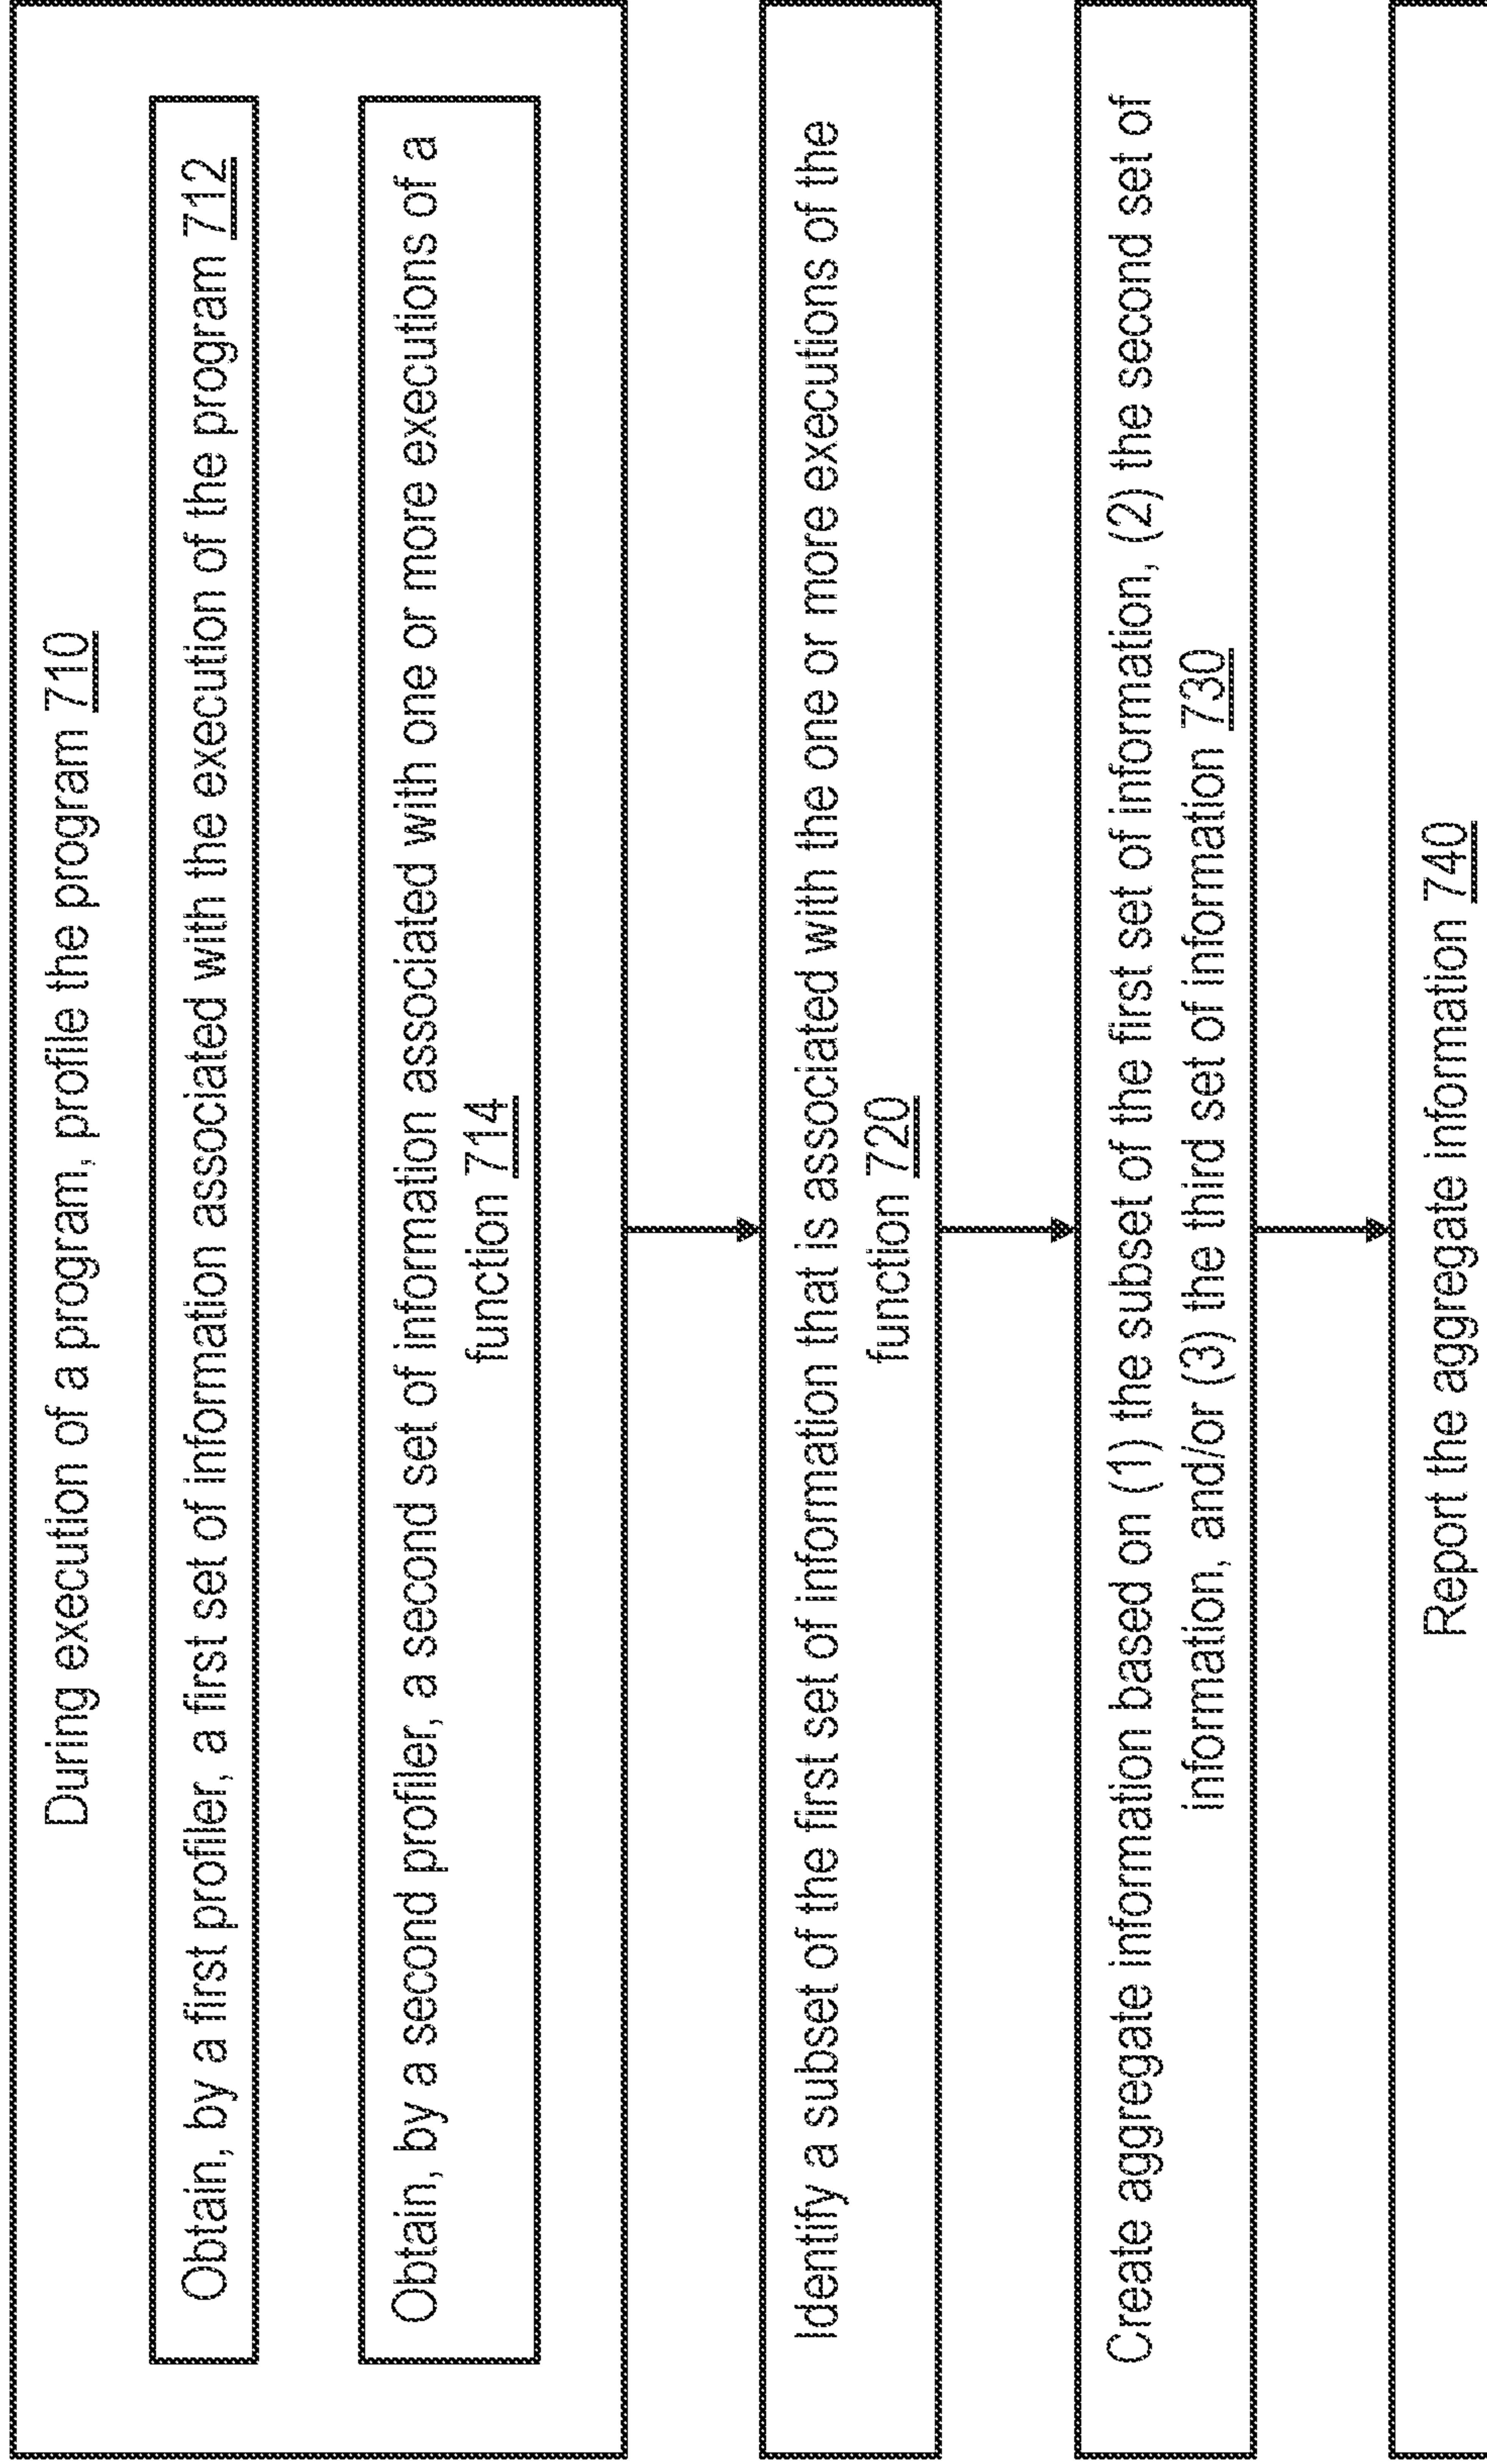 During execution of a program, profile the program 710
Obtain, by a first profiler, a first set of information associated with the execution of the program 712
Obtain, by a second profiler, a second set of information associated with one or more executions of a
function 714
Identify a subset of the first set of information that is associated with the one or more executions of the
function 720
Create aggregate information based on (1) the subset of the first set of information, (2) the second set of
information, and/or (3) the third set of information 730
Report the aggregate information 740